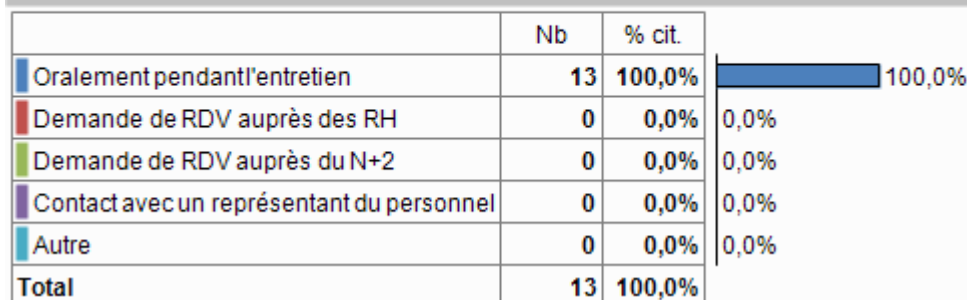 Nb % cit.
Oralement pendant l'entretien 13 100,0% 100,0%
Demande de RDV auprès des RH 0 0,0% 0,0%
Demande de RDV auprès du N+2 0 0,0% 0,0%
Contact avec un représentant du personnel 0 0,0% 0,0%
Autre 0 0,0% 0,0%
Total 13 100,0%